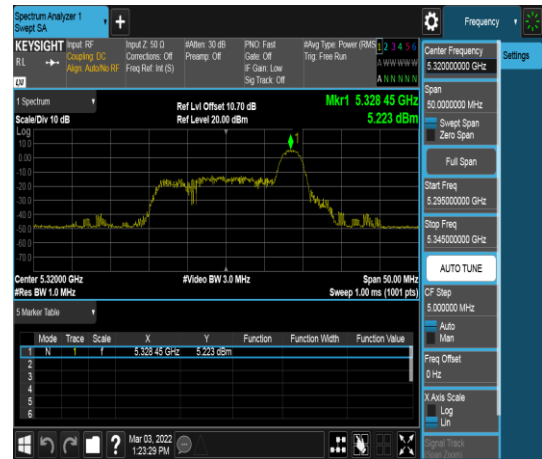 Spectrum Analyzer 1
Swept SA
+
Frequency
KEYSIGHT
RL
Input: RF
Coupling: DC
Align: Auto/No RF
Input Z: 50 Ω
Corrections: Off
Freq Ref: Int (S)
#Atten: 30 dB
Preamp: Off
PNO: Fast
Gate: Off
IF Gain: Low
Sig Track: Off
#Avg Type: Power (RMS
Trig: Free Run
1 2 3 4 5 6
A W W W W W
A N N N N N
LXI
1 Spectrum
Scale/Div 10 dB
Ref Lvl Offset 10.70 dB
Ref Level 20.00 dBm
Mkr1 5.328 45 GHz
5.223 dBm
Log
10.0
0.00
-10.0
-20.0
-30.0
-40.0
-50.0
-60.0
-70.0
1
Center 5.32000 GHz
#Res BW 1.0 MHz
#Video BW 3.0 MHz
Span 50.00 MHz
Sweep 1.00 ms (1001 pts)
5 Marker Table
Mode Trace Scale X Y Function Function Width Function Value
1 N 1 f 5.328 45 GHz 5.223 dBm
2
3
4
5
6
Mar 03, 2022
1:23:29 PM
?
Center Frequency
5.320000000 GHz
Settings
Span
50.0000000 MHz
Swept Span
Zero Span
Full Span
Start Freq
5.295000000 GHz
Stop Freq
5.345000000 GHz
AUTO TUNE
CF Step
5.000000 MHz
Auto
Man
Freq Offset
0 Hz
X Axis Scale
Log
Lin
Signal Track
(Span Zoom)